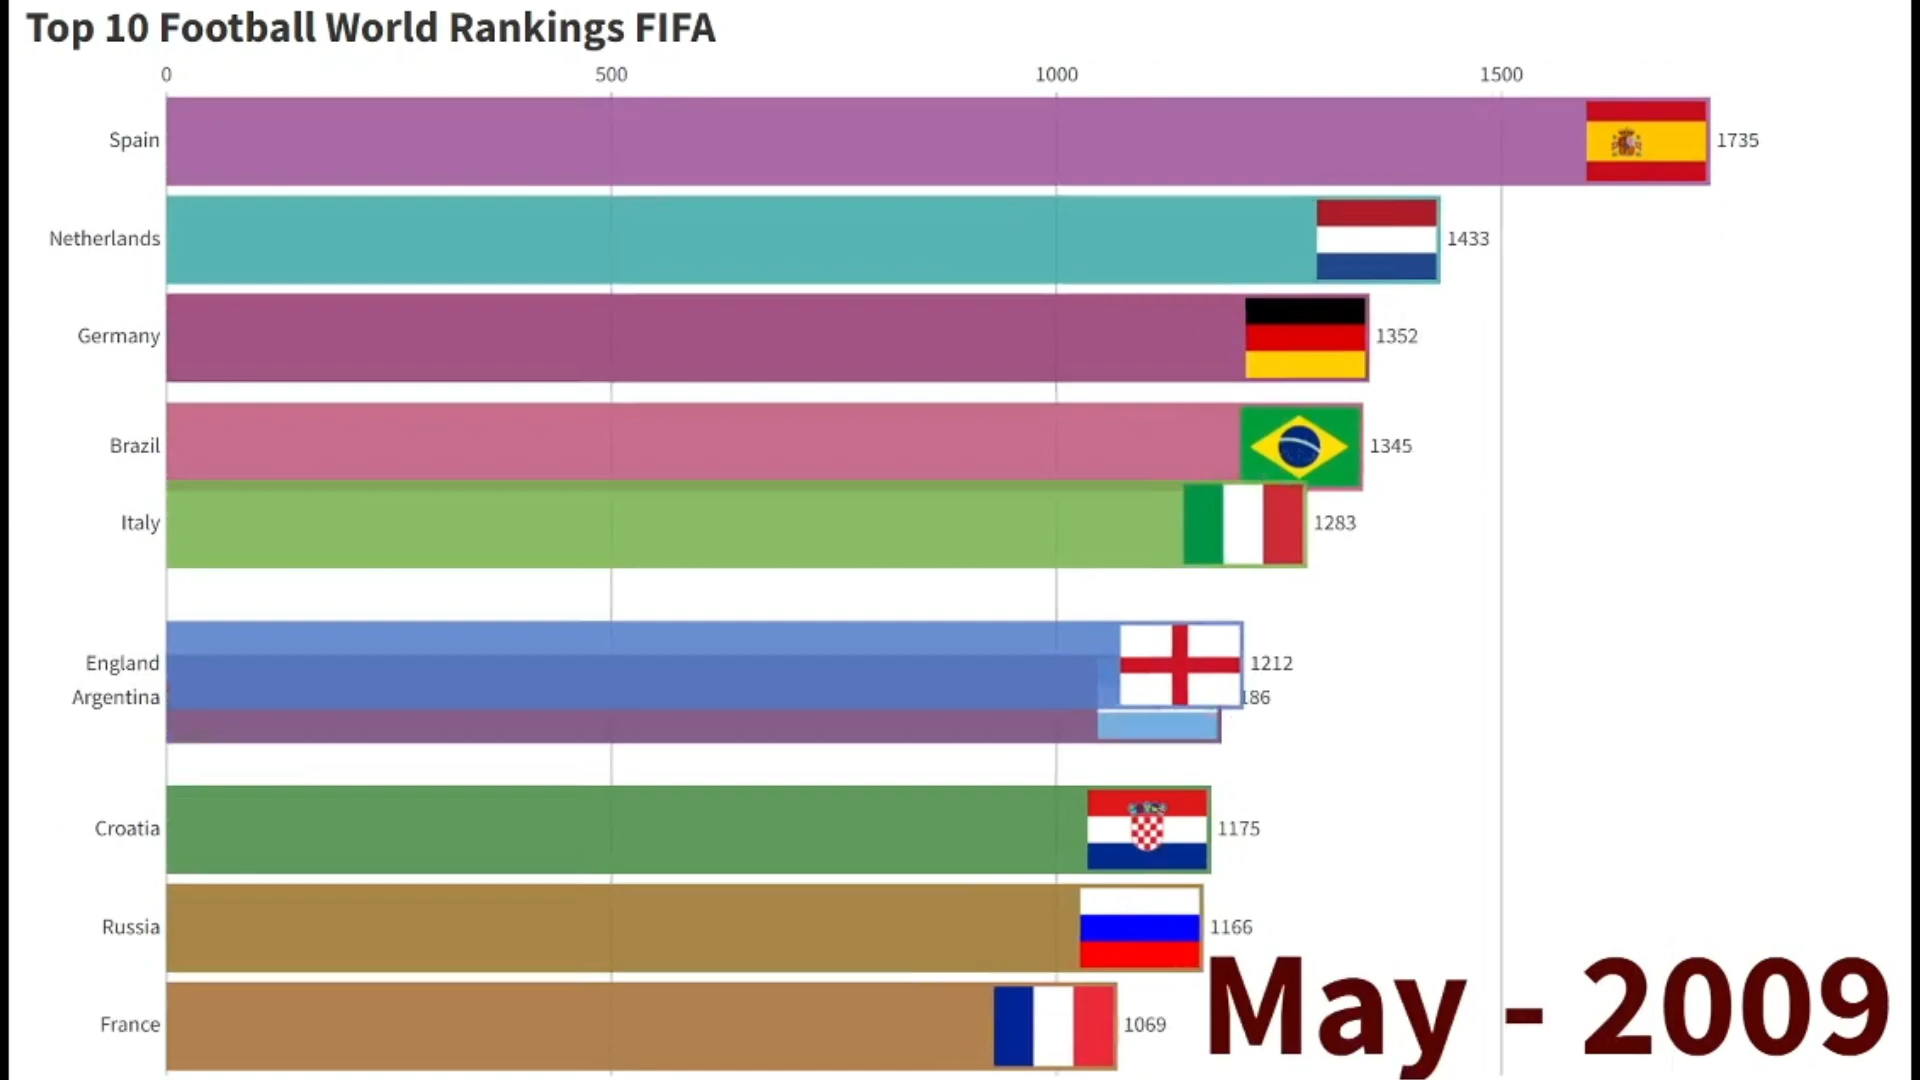 Top 10 Football World Rankings FIFA
0 500 1000 1500
Spain 1735
Netherlands 1433
Germany 1352
Brazil 1345
Italy 1283
England 1212
Argentina 186
Croatia 1175
Russia 1166
France 1069
May - 2009